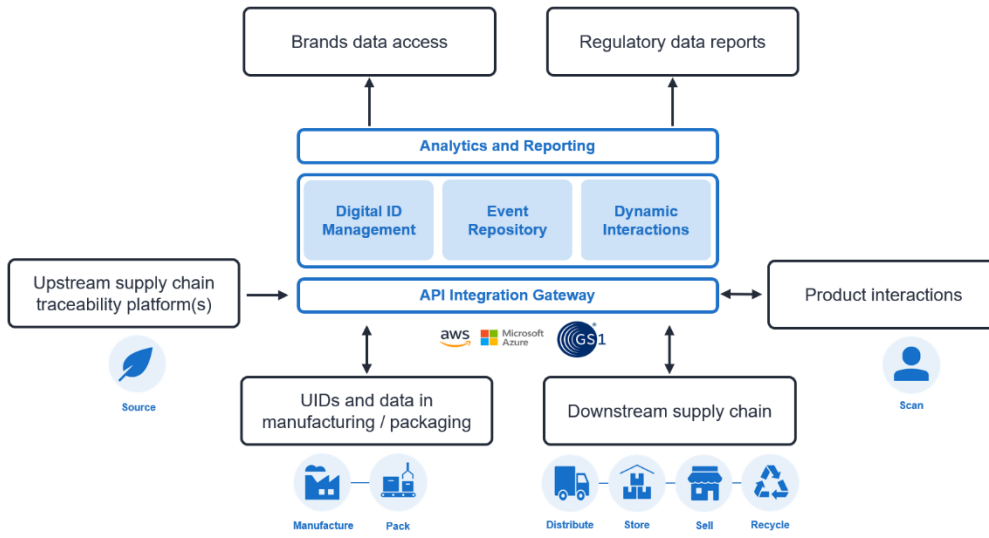 Brands data access
Regulatory data reports
Analytics and Reporting
Digital ID
Management
Event
Repository
Dynamic
Interactions
Upstream supply chain
traceability platform(s)
API Integration Gateway
Product interactions
aws
Microsoft
Azure
GS1
Source
Scan
UIDs and data in
manufacturing / packaging
Downstream supply chain
Manufacture
Pack
Distribute
Store
Sell
Recycle